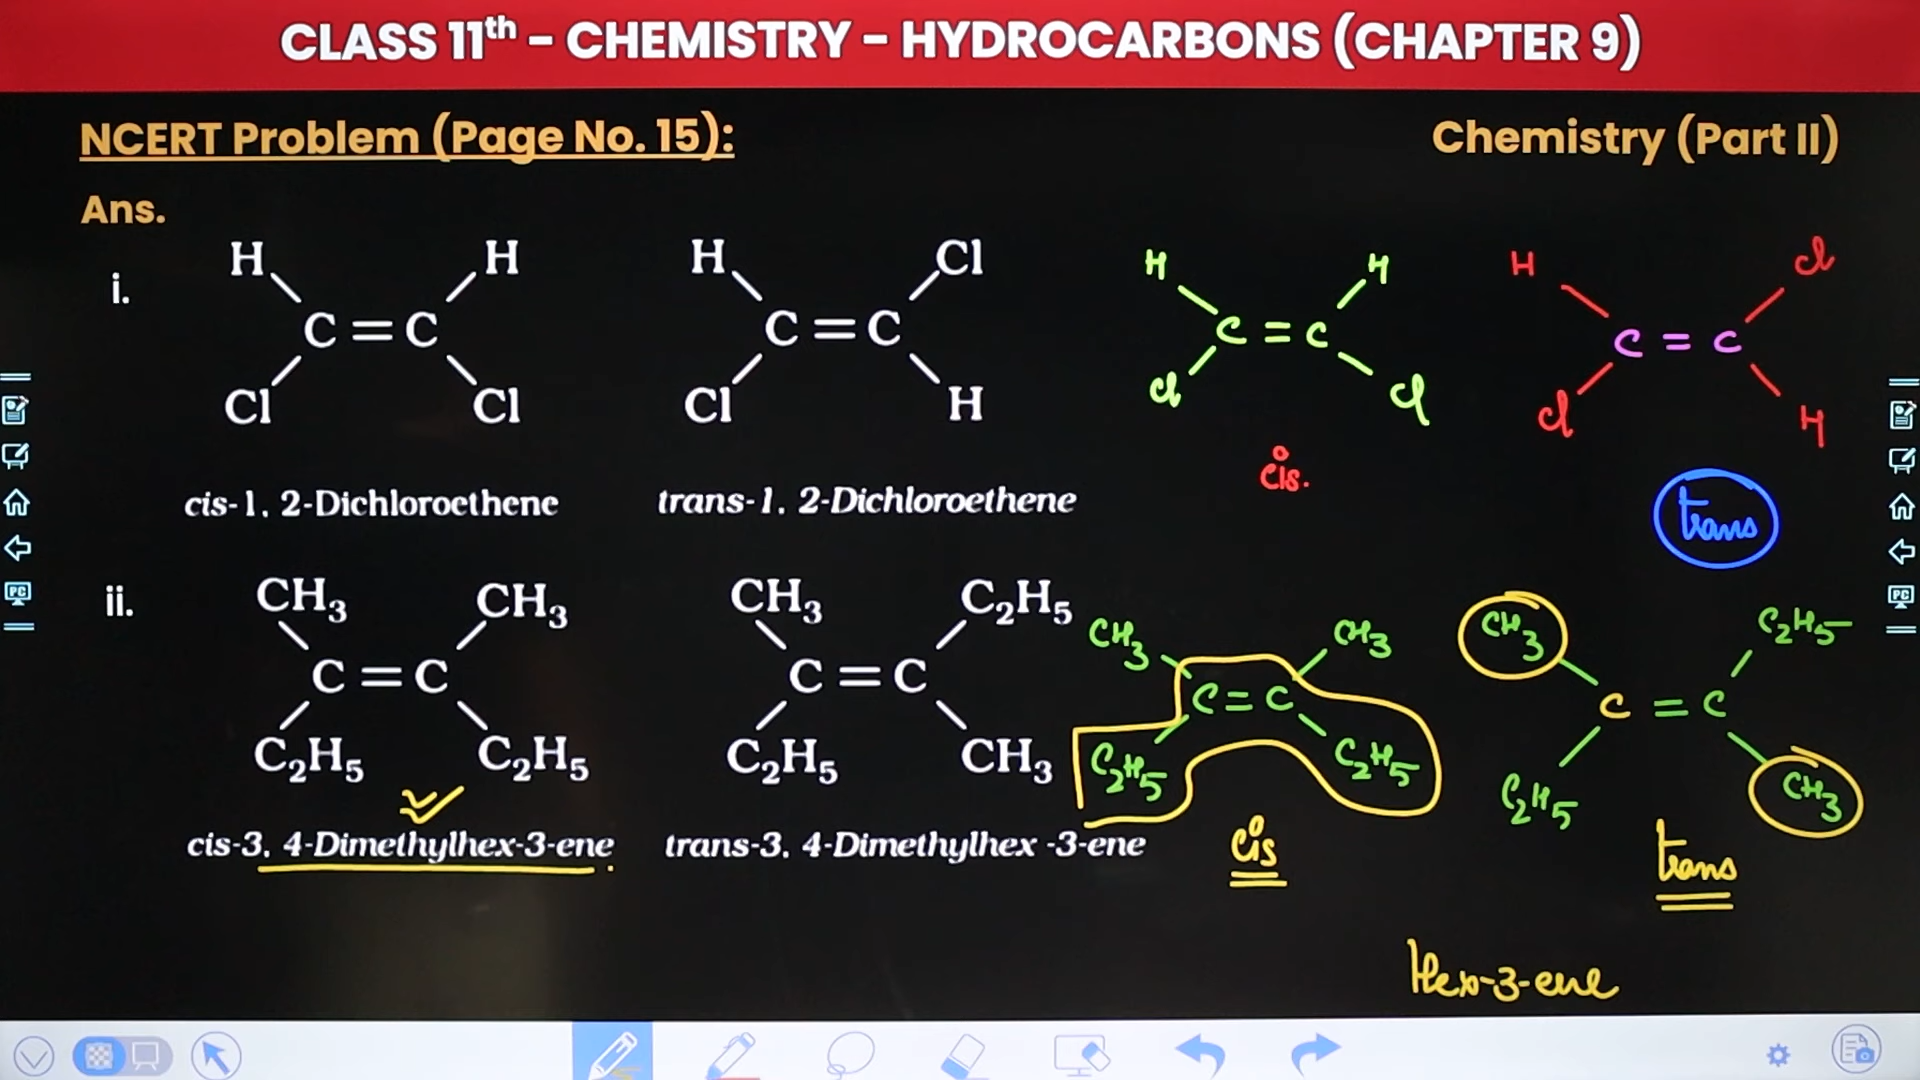 CLASS 11th - CHEMISTRY - HYDROCARBONS (CHAPTER 9)
NCERT Problem (Page No. 15):
Chemistry (Part II)
Ans.
i.
H H
C=C
Cl Cl
cis-1, 2-Dichloroethene
H Cl
C=C
Cl H
trans-1, 2-Dichloroethene
H H
C=C
Cl Cl
cis.
H Cl
C=C
Cl H
trans
ii.
CH3 CH3
C=C
C2H5 C2H5
cis-3, 4-Dimethylhex-3-ene
CH3 C2H5
C=C
C2H5 CH3
trans-3, 4-Dimethylhex -3-ene
CH3 CH3
C=C
C2H5 C2H5
cis
CH3 C2H5
C=C
C2H5 CH3
trans
Hex-3-ene
PC
PC